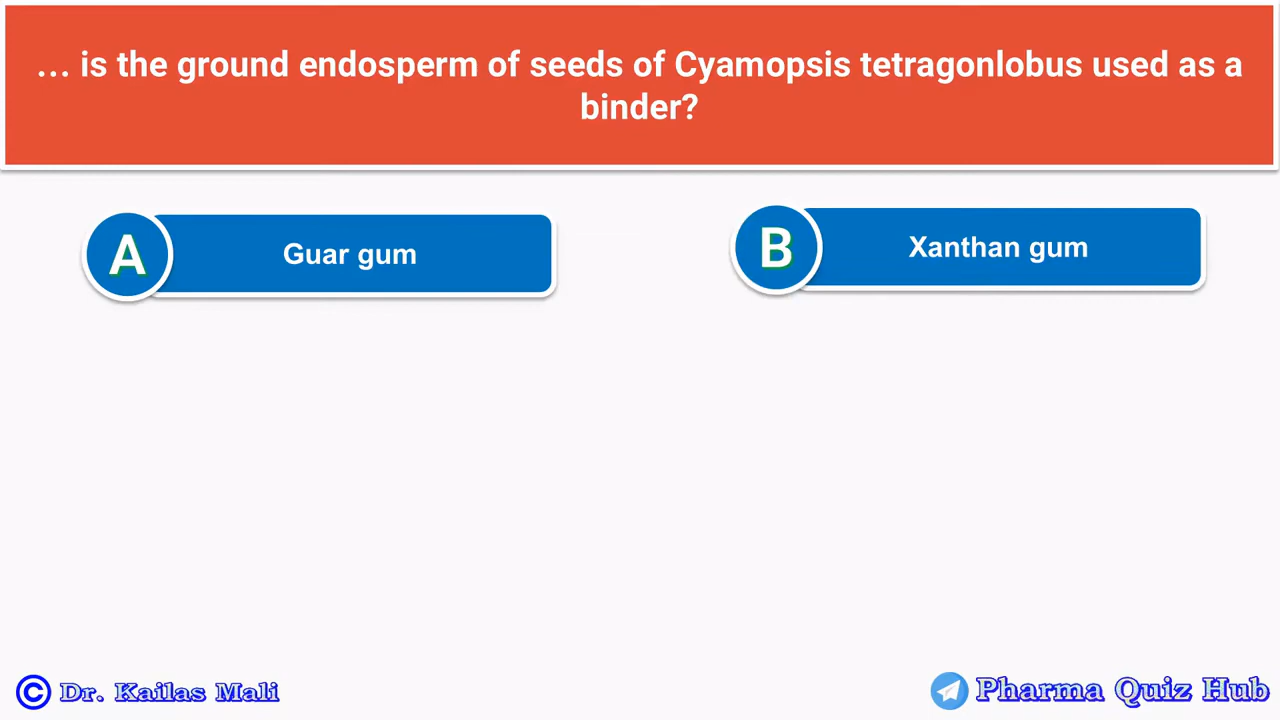 ... is the ground endosperm of seeds of Cyamopsis tetragonlobus used as a
binder?
A Guar gum
B Xanthan gum
© Dr. Kailas Mali
Pharma Quiz Hub